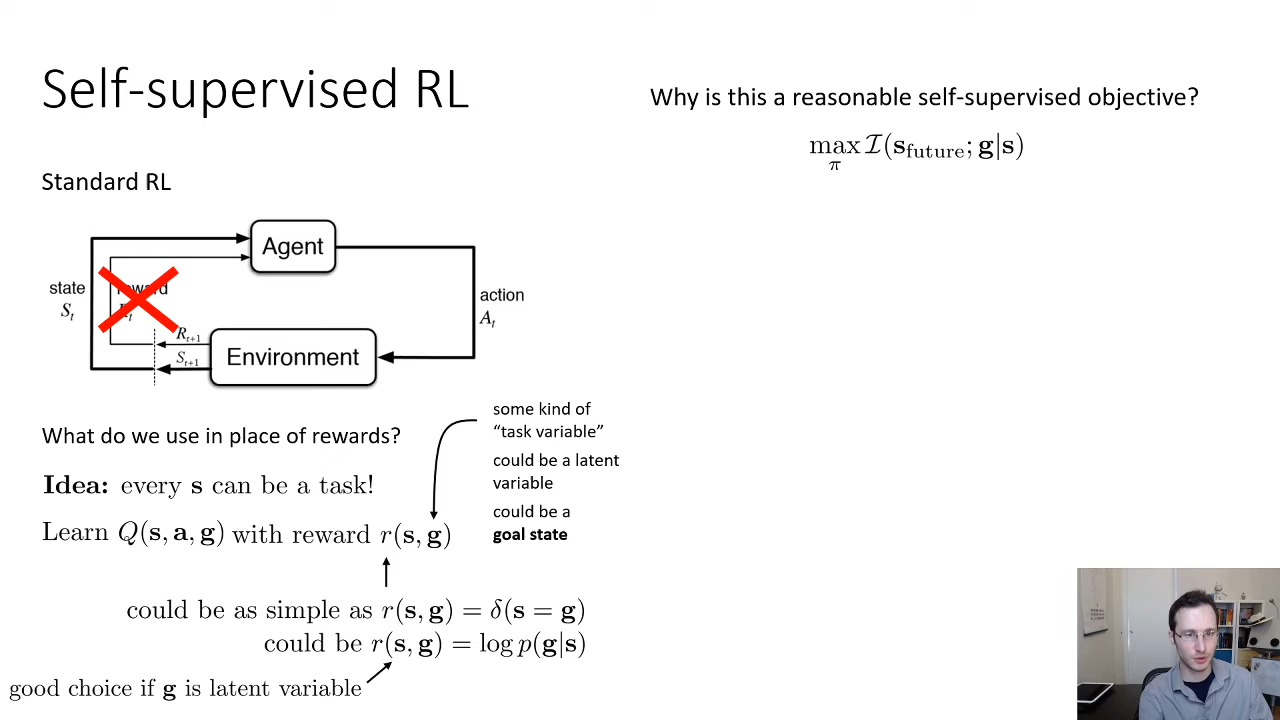 Self-supervised RL
Standard RL
Agent
state
S_t
reward
R_t
action
A_t
R_{t+1}
S_{t+1}
Environment
What do we use in place of rewards?
Idea: every s can be a task!
Learn Q(s, a, g) with reward r(s, g)
some kind of
“task variable”
could be a latent
variable
could be a
goal state
could be as simple as r(s, g) = δ(s = g)
could be r(s, g) = log p(g|s)
good choice if g is latent variable
Why is this a reasonable self-supervised objective?
max I(s_future; g|s)
π